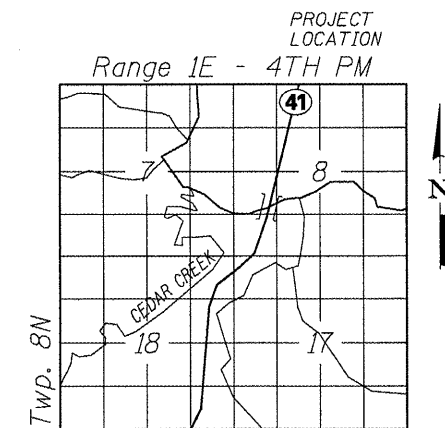 PROJECT
LOCATION
Range 1E - 4TH PM
41
7
8
N
CEDAR CREEK
Twp. 8N
18
17